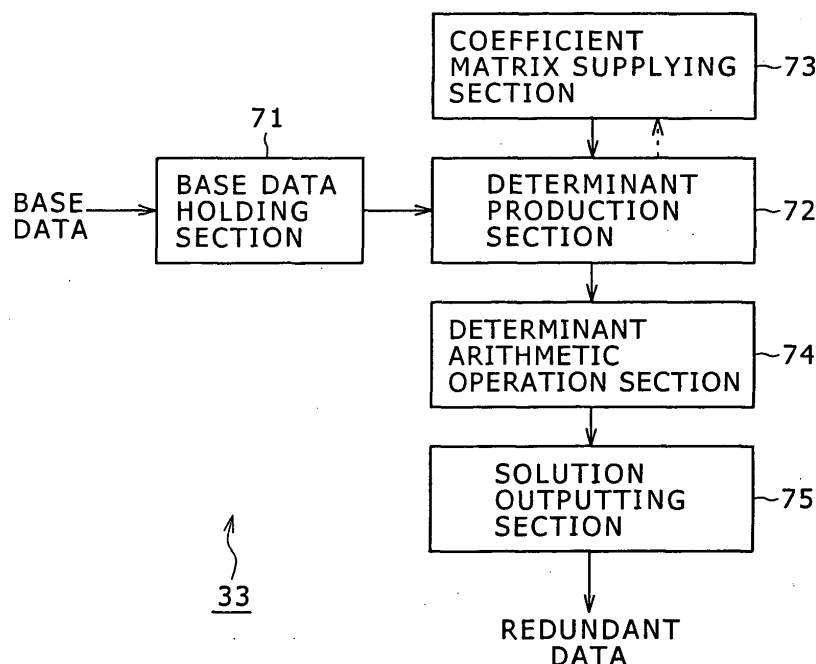 COEFFICIENT
MATRIX SUPPLYING
SECTION
73
71
BASE
DATA
BASE DATA
HOLDING
SECTION
DETERMINANT
PRODUCTION
SECTION
72
DETERMINANT
ARITHMETIC
OPERATION SECTION
74
SOLUTION
OUTPUTTING
SECTION
75
33
REDUNDANT
DATA